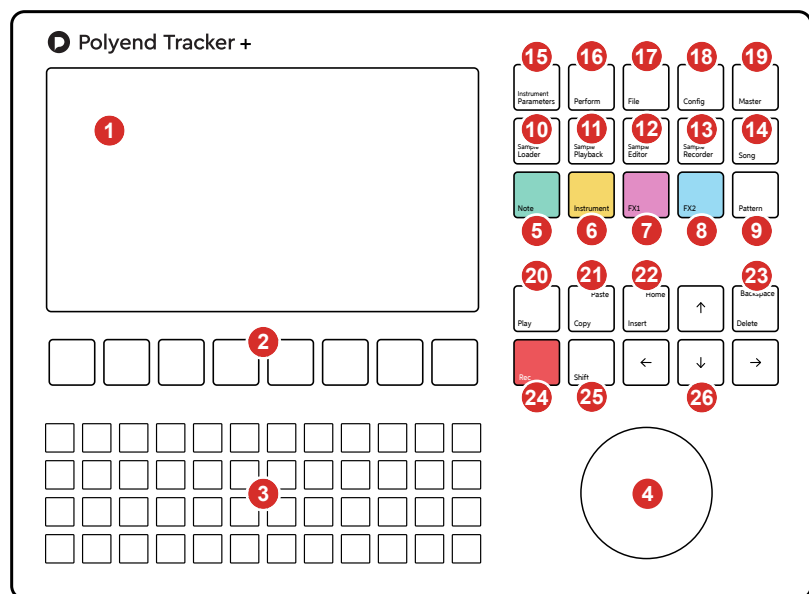 Polyend Tracker +
15 16 17 18 19
Instrument
Parameters Perform File Config Master
1
10 11 12 13 14
Sample Sample Sample Sample
Loader Playback Editor Recorder Song
Note Instrument FX1 FX2 Pattern
5 6 7 8 9
20 21 22 23
Paste Home Backspace
Play Copy Insert ↑ Delete
2
Rec Shift ← ↓ →
24 25 26
3 4